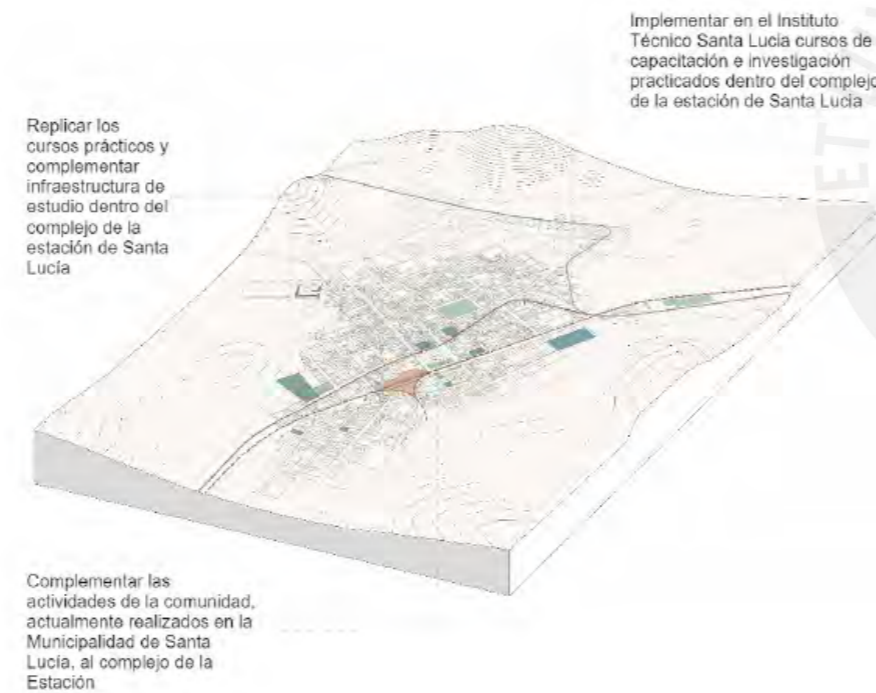 Implementar en el Instituto
Técnico Santa Lucia cursos de
capacitación e investigación
practicados dentro del complejo
de la estación de Santa Lucia
Replicar los
cursos prácticos y
complementar
infraestructura de
estudio dentro del
complejo de la
estación de Santa
Lucía
Complementar las
actividades de la comunidad,
actualmente realizados en la
Municipalidad de Santa
Lucía, al complejo de la
Estación
ET